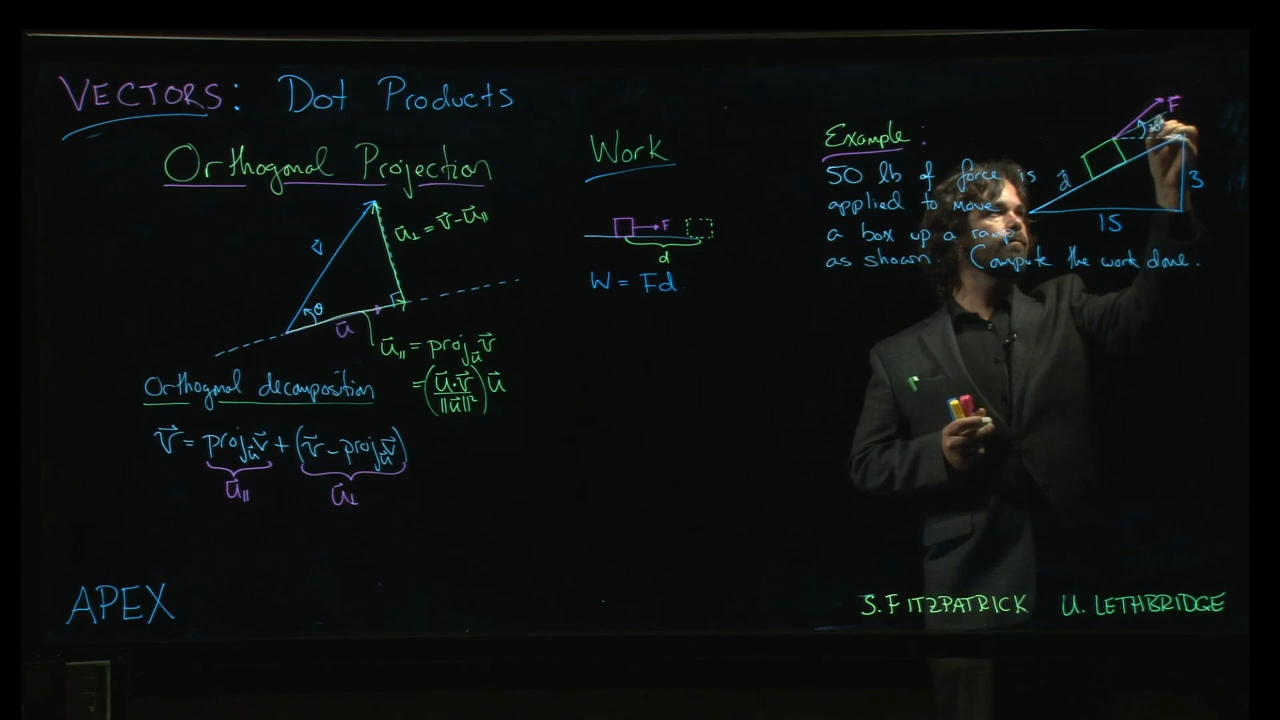 VECTORS: Dot Products
Orthogonal Projection
v⃗
u⃗⊥ = v⃗ - u⃗∥
θ
u⃗
u⃗∥ = proj_u⃗ v⃗
= (u⃗·v⃗ / ||u⃗||²) u⃗
Orthogonal decomposition
v⃗ = proj_u⃗ v⃗ + (v⃗ - proj_u⃗ v⃗)
u⃗∥ u⃗⊥
Work
F
d
W = Fd
Example:
50 lb of force is
applied to move
a box up a ramp
as shown. Compute the work done.
F⃗
d⃗
3
15
APEX
S. FITZPATRICK U. LETHBRIDGE